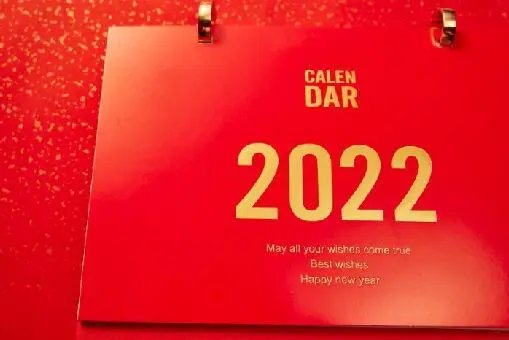 CALEN
DAR
2022
May all your wishes come true
Best wishes
Happy new year